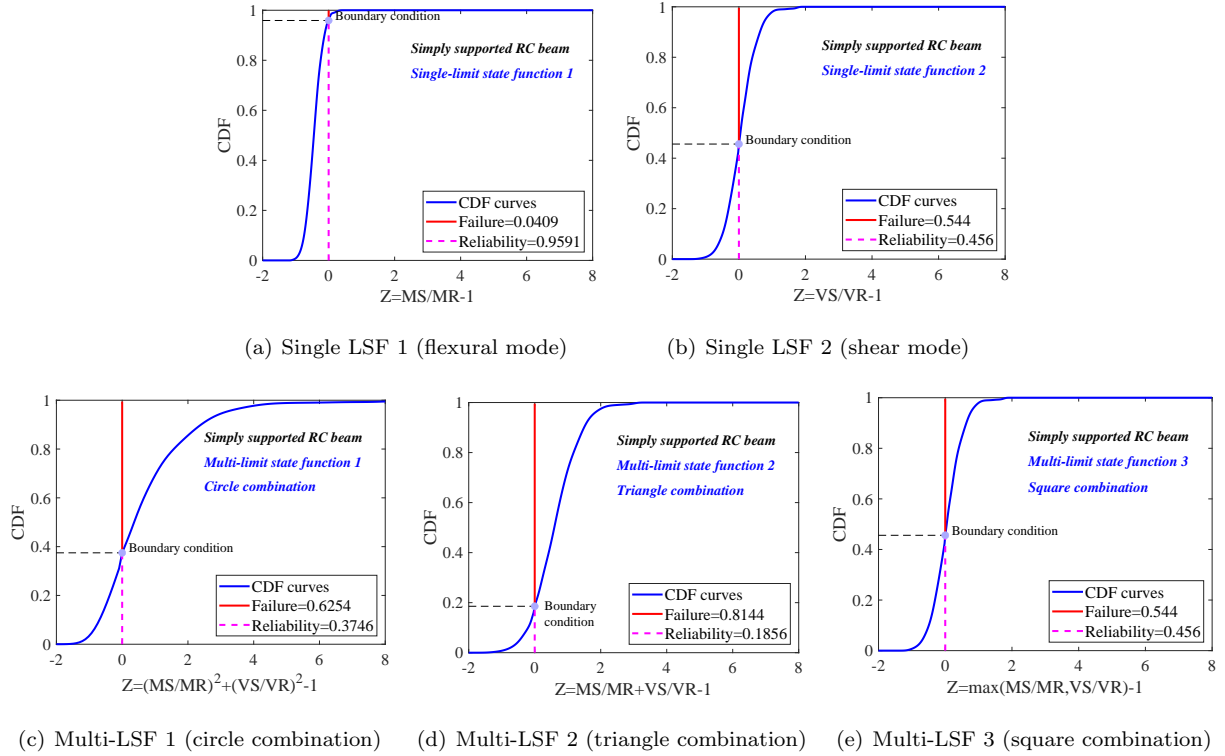 1
0.8
0.6
0.4
0.2
0
CDF
-2 0 2 4 6 8
Z=MS/MR-1
Boundary condition
Simply supported RC beam
Single-limit state function 1
CDF curves
Failure=0.0409
Reliability=0.9591
(a) Single LSF 1 (flexural mode)
1
0.8
0.6
0.4
0.2
0
CDF
-2 0 2 4 6 8
Z=VS/VR-1
Simply supported RC beam
Single-limit state function 2
Boundary condition
CDF curves
Failure=0.544
Reliability=0.456
(b) Single LSF 2 (shear mode)
1
0.8
0.6
0.4
0.2
0
CDF
-2 0 2 4 6 8
Z=(MS/MR)²+(VS/VR)²-1
Simply supported RC beam
Multi-limit state function 1
Circle combination
Boundary condition
CDF curves
Failure=0.6254
Reliability=0.3746
(c) Multi-LSF 1 (circle combination)
1
0.8
0.6
0.4
0.2
0
CDF
-2 0 2 4 6 8
Z=MS/MR+VS/VR-1
Simply supported RC beam
Multi-limit state function 2
Triangle combination
Boundary
condition
CDF curves
Failure=0.8144
Reliability=0.1856
(d) Multi-LSF 2 (triangle combination)
1
0.8
0.6
0.4
0.2
0
CDF
-2 0 2 4 6 8
Z=max(MS/MR,VS/VR)-1
Simply supported RC beam
Multi-limit state function 3
Square combination
Boundary condition
CDF curves
Failure=0.544
Reliability=0.456
(e) Multi-LSF 3 (square combination)